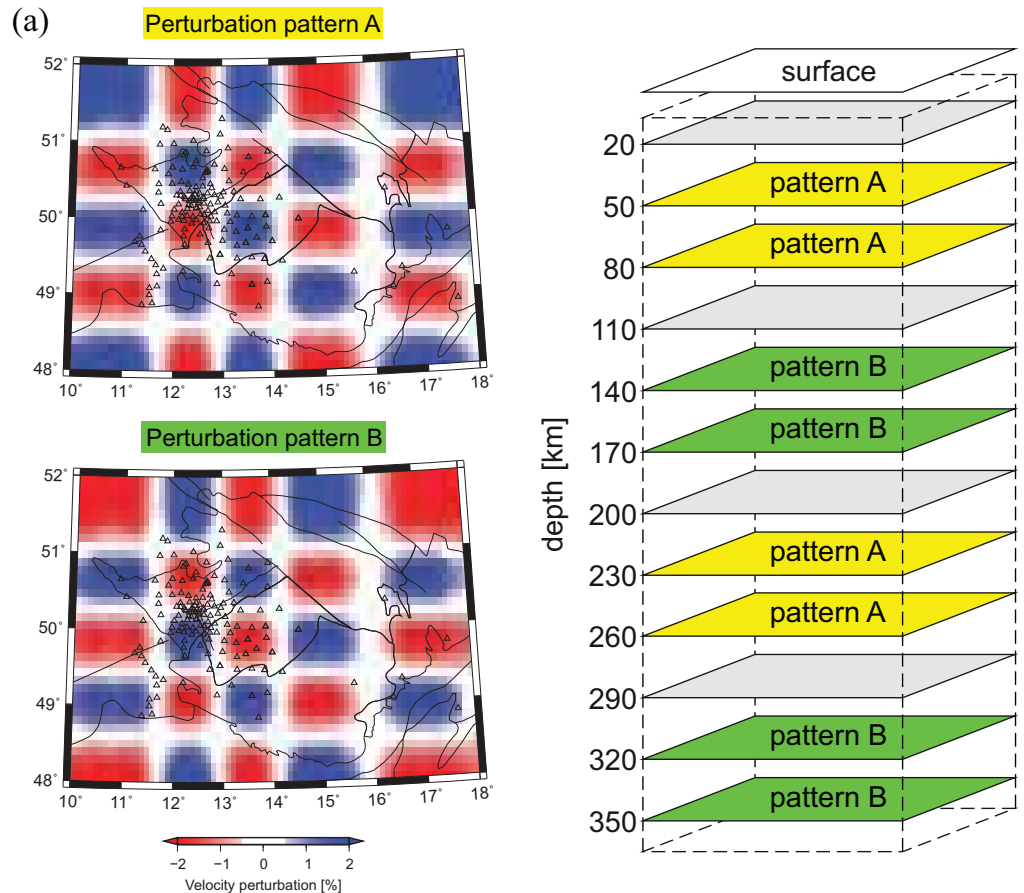 (a)
Perturbation pattern A
52˚
51˚
50˚
49˚
48˚
10˚ 11˚ 12˚ 13˚ 14˚ 15˚ 16˚ 17˚ 18˚
Perturbation pattern B
52˚
51˚
50˚
49˚
48˚
10˚ 11˚ 12˚ 13˚ 14˚ 15˚ 16˚ 17˚ 18˚
−2 −1 0 1 2
Velocity perturbation [%]
surface
depth [km]
20
50 pattern A
80 pattern A
110
140 pattern B
170 pattern B
200
230 pattern A
260 pattern A
290
320 pattern B
350 pattern B